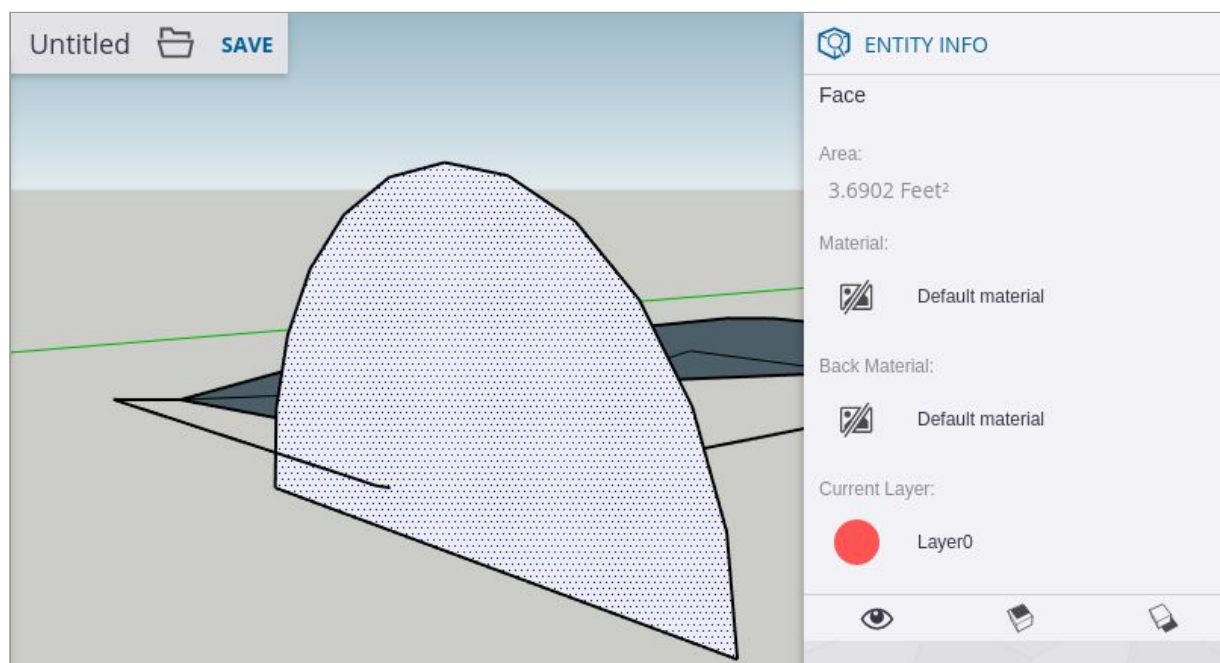 Untitled
SAVE
ENTITY INFO
Face
Area:
3.6902 Feet²
Material:
Default material
Back Material:
Default material
Current Layer:
Layer0